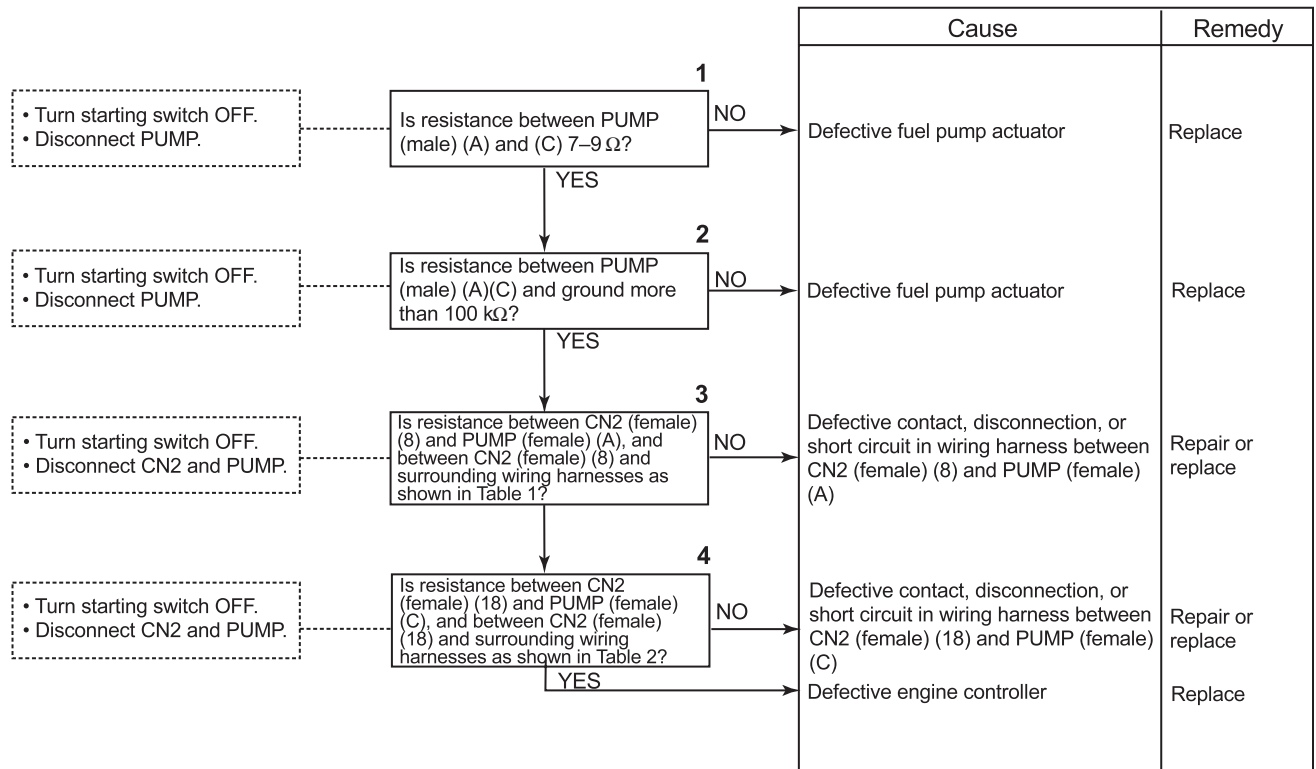 Cause
Remedy
1
• Turn starting switch OFF.
• Disconnect PUMP.
Is resistance between PUMP
(male) (A) and (C) 7–9 Ω?
NO
Defective fuel pump actuator
Replace
YES
2
• Turn starting switch OFF.
• Disconnect PUMP.
Is resistance between PUMP
(male) (A)(C) and ground more
than 100 kΩ?
NO
Defective fuel pump actuator
Replace
YES
3
• Turn starting switch OFF.
• Disconnect CN2 and PUMP.
Is resistance between CN2 (female)
(8) and PUMP (female) (A), and
between CN2 (female) (8) and
surrounding wiring harnesses as
shown in Table 1?
NO
Defective contact, disconnection, or
short circuit in wiring harness between
CN2 (female) (8) and PUMP (female)
(A)
Repair or
replace
4
• Turn starting switch OFF.
• Disconnect CN2 and PUMP.
Is resistance between CN2
(female) (18) and PUMP (female)
(C), and between CN2 (female)
(18) and surrounding wiring
harnesses as shown in Table 2?
NO
Defective contact, disconnection, or
short circuit in wiring harness between
CN2 (female) (18) and PUMP (female)
(C)
Repair or
replace
YES
Defective engine controller
Replace